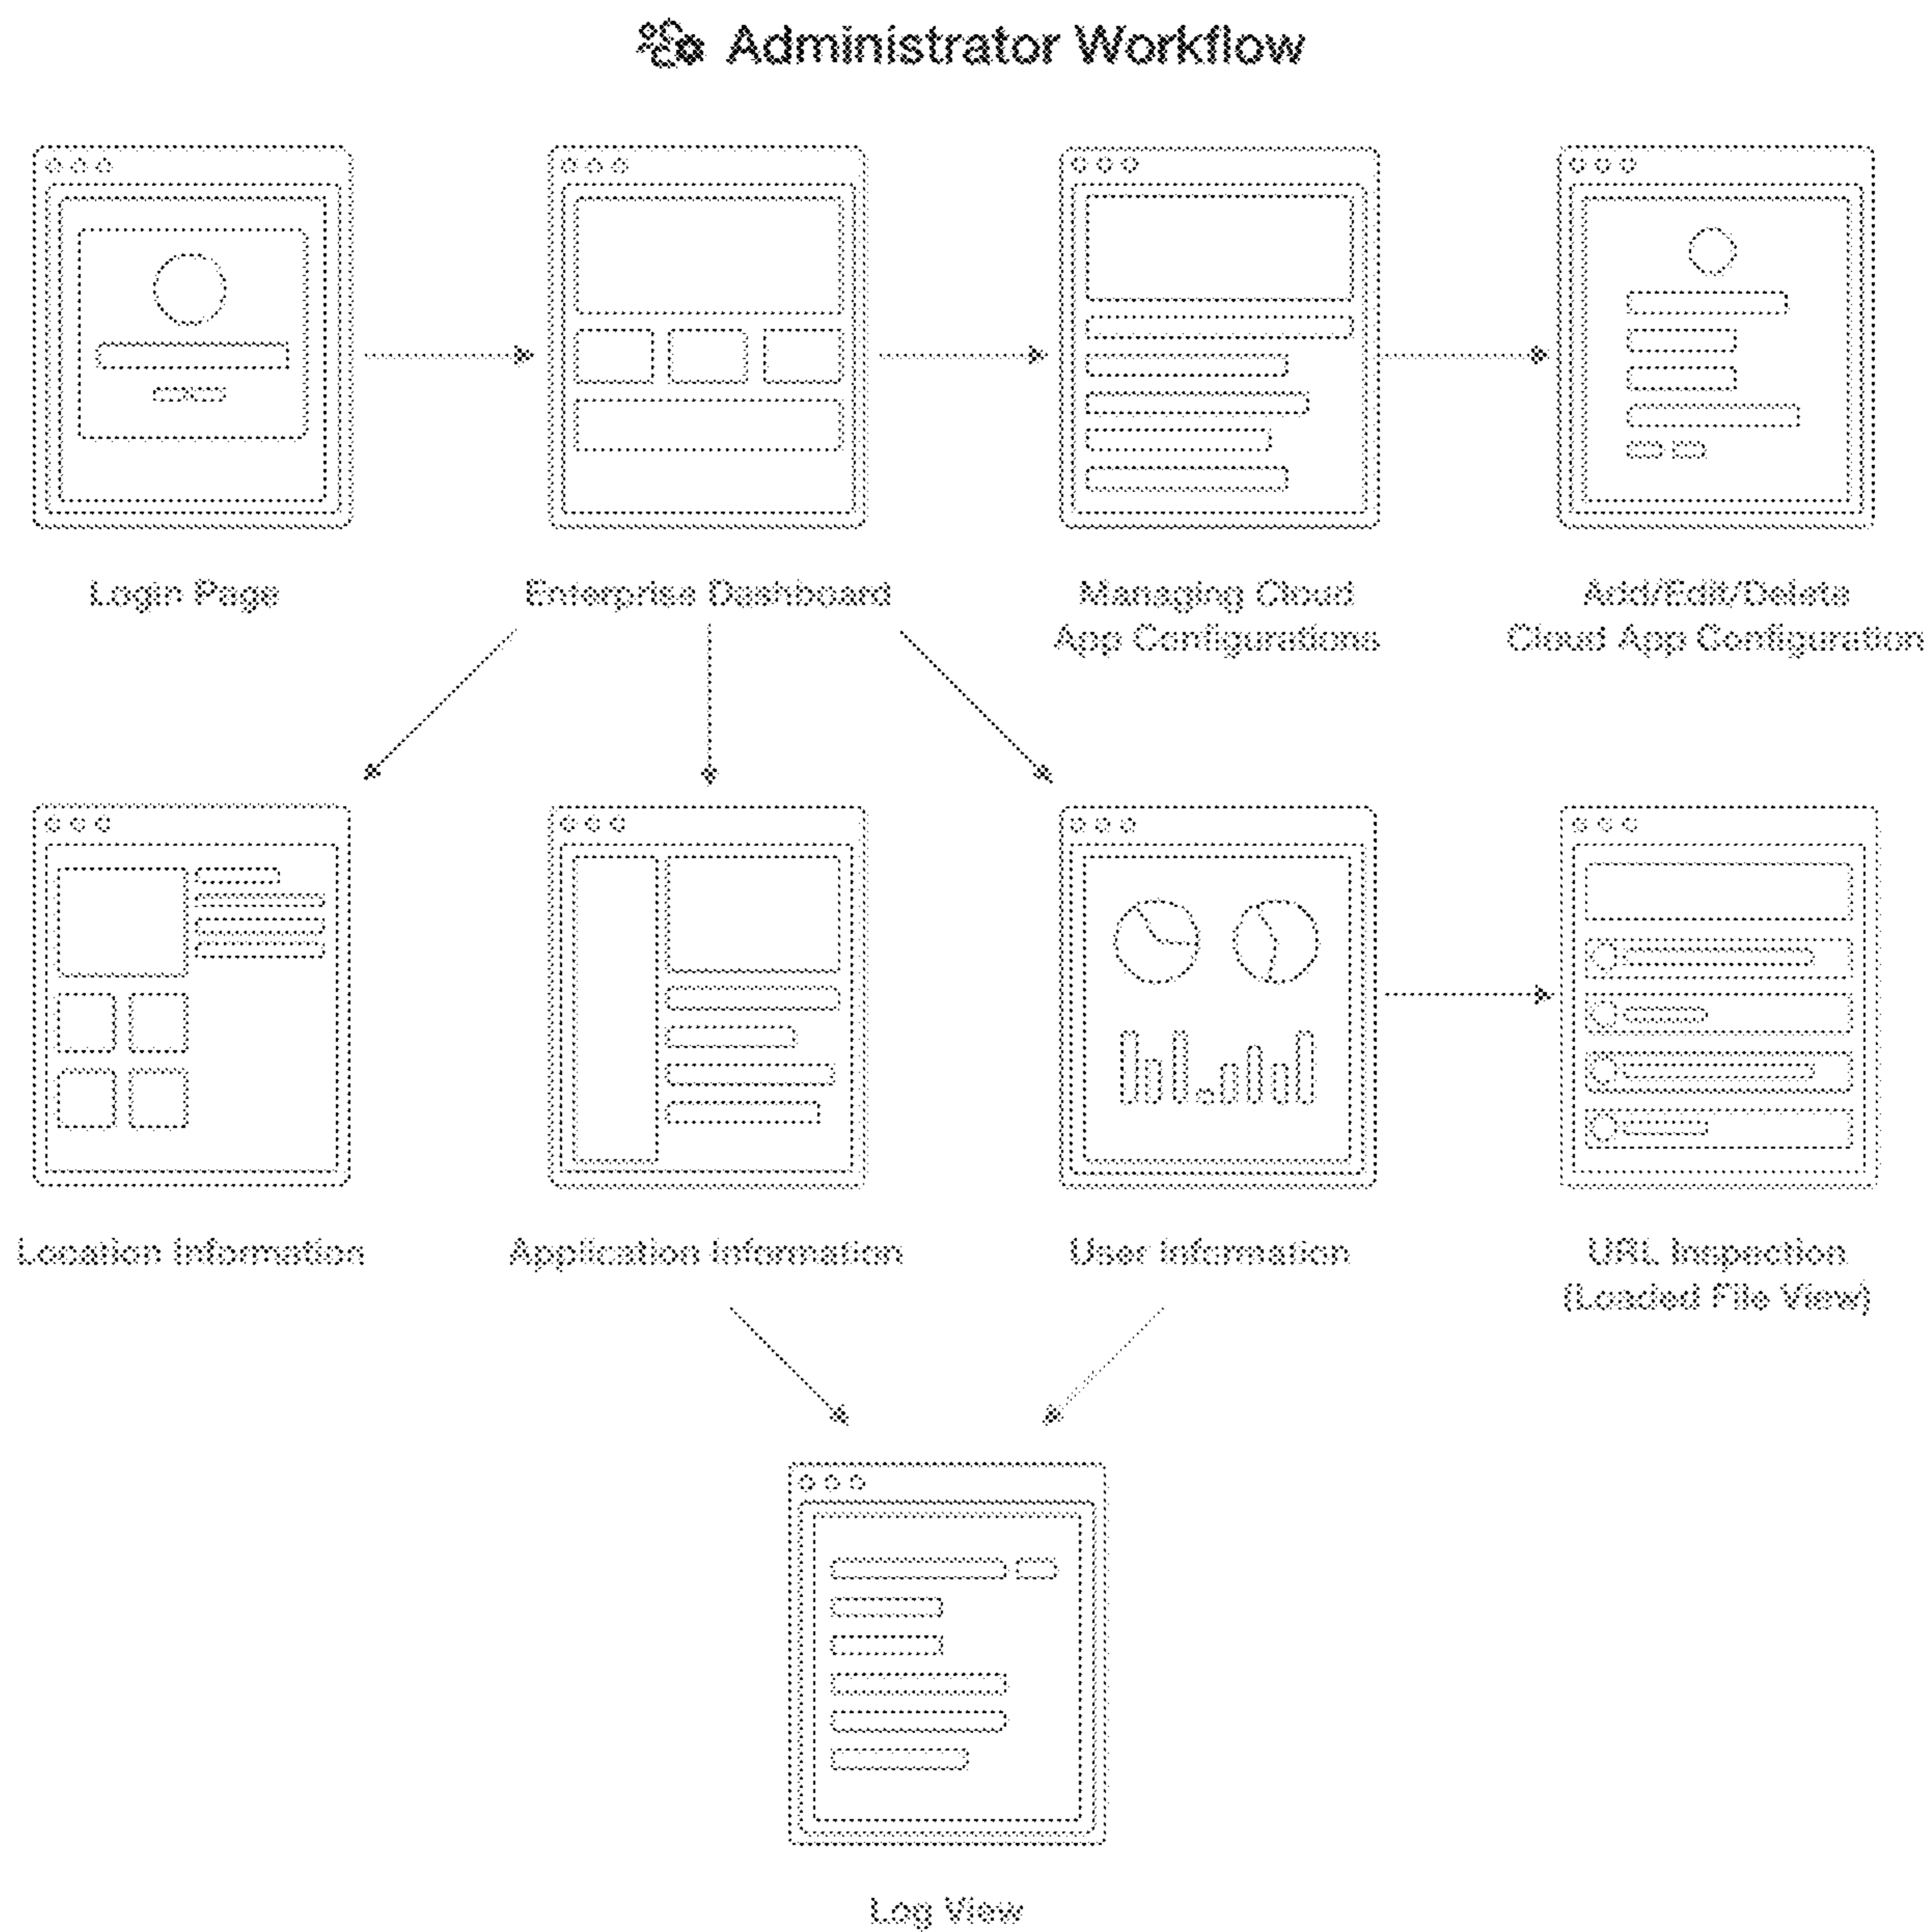 Administrator Workflow
Login Page
Enterprise Dashboard
Managing Cloud
App Configurations
Add/Edit/Delete
Cloud App Configuration
Location Information
Application Information
User Information
URL Inspection
(Loaded File View)
Log View